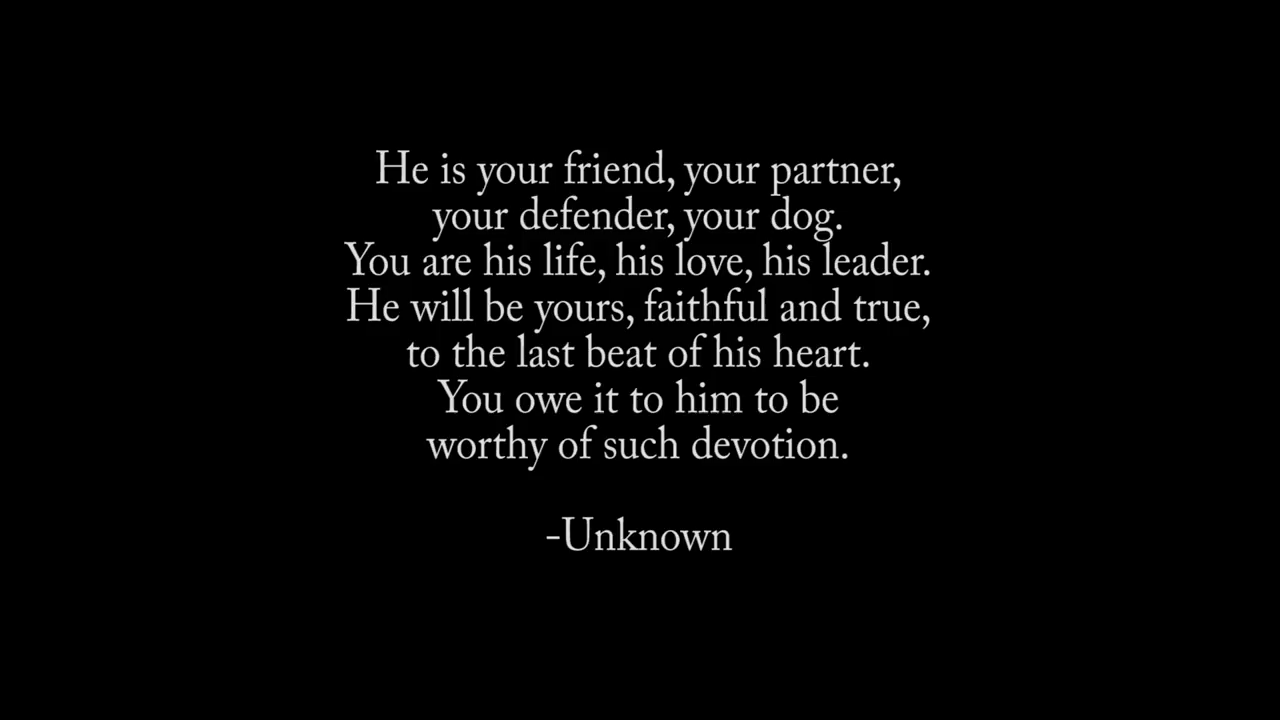 He is your friend, your partner,
your defender, your dog.
You are his life, his love, his leader.
He will be yours, faithful and true,
to the last beat of his heart.
You owe it to him to be
worthy of such devotion.
-Unknown